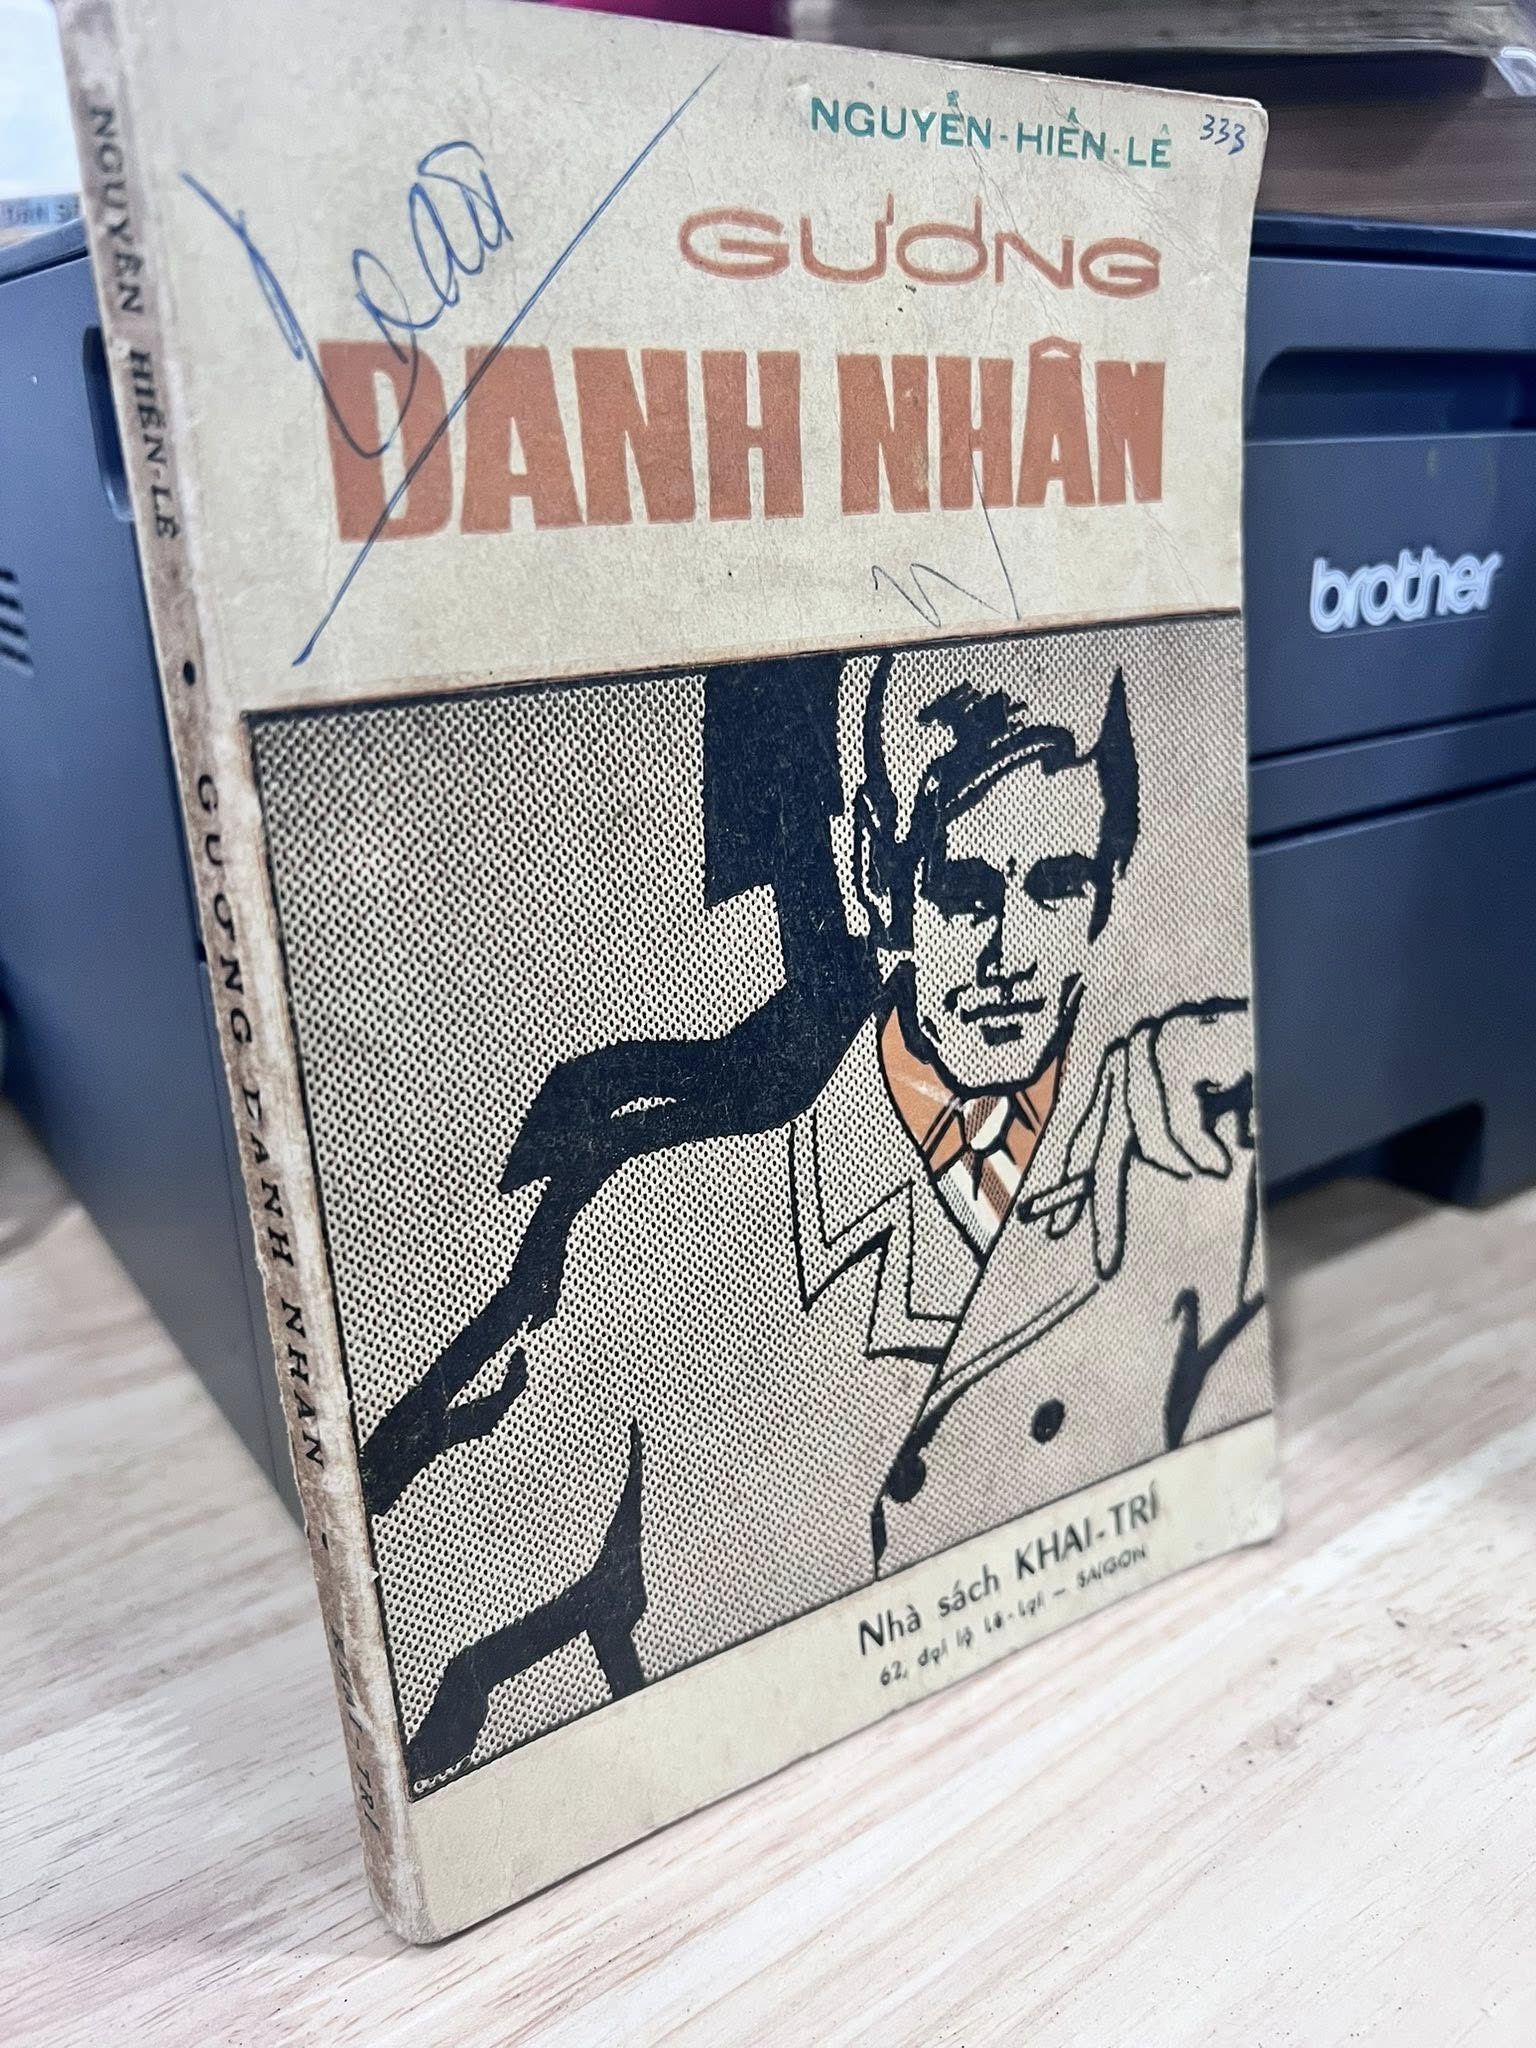 NGUYỄN-HIẾN-LÊ
333
GƯƠNG
DANH NHÂN
Nhà sách KHAI-TRÍ
62, đại lộ Lê-Lợi — SAIGON
NGUYỄN HIẾN-LÊ • GƯƠNG DANH NHÂN • KHAI-TRÍ
brother